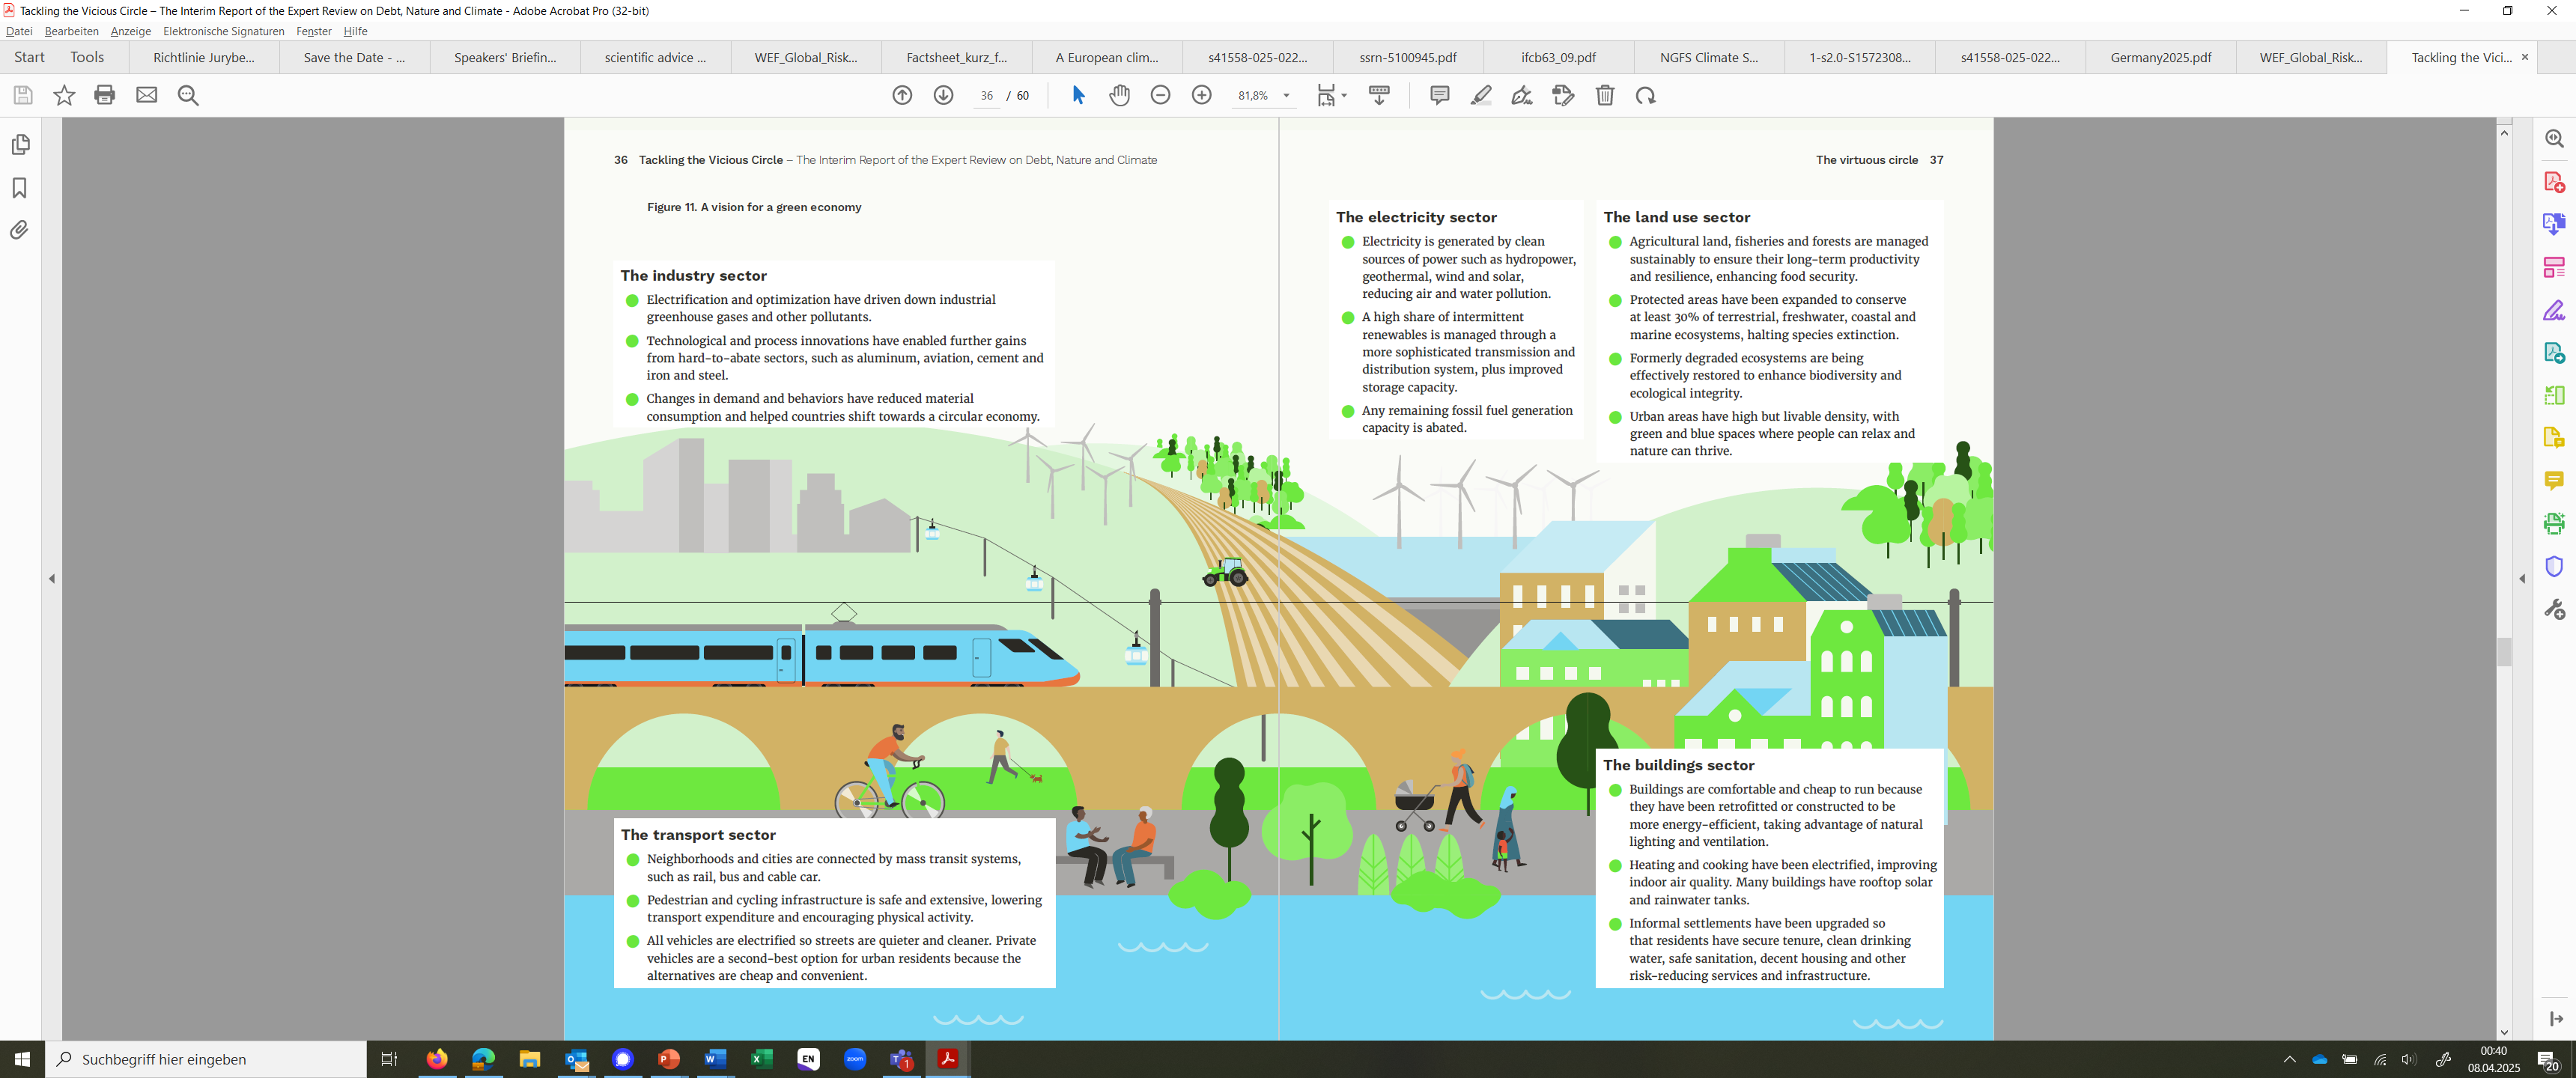 Tackling the Vicious Circle – The Interim Report of the Expert Review on Debt, Nature and Climate - Adobe Acrobat Pro (32-bit)
Datei Bearbeiten Anzeige Elektronische Signaturen Fenster Hilfe
Start Tools Richtlinie Jurybe... Save the Date - ... Speakers' Briefin... scientific advice ... WEF_Global_Risk... Factsheet_kurz_f... A European clim... s41558-025-022... ssrn-5100945.pdf ifcb63_09.pdf NGFS Climate S... 1-s2.0-S1572308... s41558-025-022... Germany2025.pdf WEF_Global_Risk... Tackling the Vici... ×
36 / 60 81,8%
36 Tackling the Vicious Circle – The Interim Report of the Expert Review on Debt, Nature and Climate
Figure 11. A vision for a green economy
The industry sector
Electrification and optimization have driven down industrial
greenhouse gases and other pollutants.
Technological and process innovations have enabled further gains
from hard-to-abate sectors, such as aluminum, aviation, cement and
iron and steel.
Changes in demand and behaviors have reduced material
consumption and helped countries shift towards a circular economy.
The transport sector
Neighborhoods and cities are connected by mass transit systems,
such as rail, bus and cable car.
Pedestrian and cycling infrastructure is safe and extensive, lowering
transport expenditure and encouraging physical activity.
All vehicles are electrified so streets are quieter and cleaner. Private
vehicles are a second-best option for urban residents because the
alternatives are cheap and convenient.
The virtuous circle 37
The electricity sector
Electricity is generated by clean
sources of power such as hydropower,
geothermal, wind and solar,
reducing air and water pollution.
A high share of intermittent
renewables is managed through a
more sophisticated transmission and
distribution system, plus improved
storage capacity.
Any remaining fossil fuel generation
capacity is abated.
The land use sector
Agricultural land, fisheries and forests are managed
sustainably to ensure their long-term productivity
and resilience, enhancing food security.
Protected areas have been expanded to conserve
at least 30% of terrestrial, freshwater, coastal and
marine ecosystems, halting species extinction.
Formerly degraded ecosystems are being
effectively restored to enhance biodiversity and
ecological integrity.
Urban areas have high but livable density, with
green and blue spaces where people can relax and
nature can thrive.
The buildings sector
Buildings are comfortable and cheap to run because
they have been retrofitted or constructed to be
more energy-efficient, taking advantage of natural
lighting and ventilation.
Heating and cooking have been electrified, improving
indoor air quality. Many buildings have rooftop solar
and rainwater tanks.
Informal settlements have been upgraded so
that residents have secure tenure, clean drinking
water, safe sanitation, decent housing and other
risk-reducing services and infrastructure.
Suchbegriff hier eingeben
EN
zoom
1
00:40
08.04.2025
20